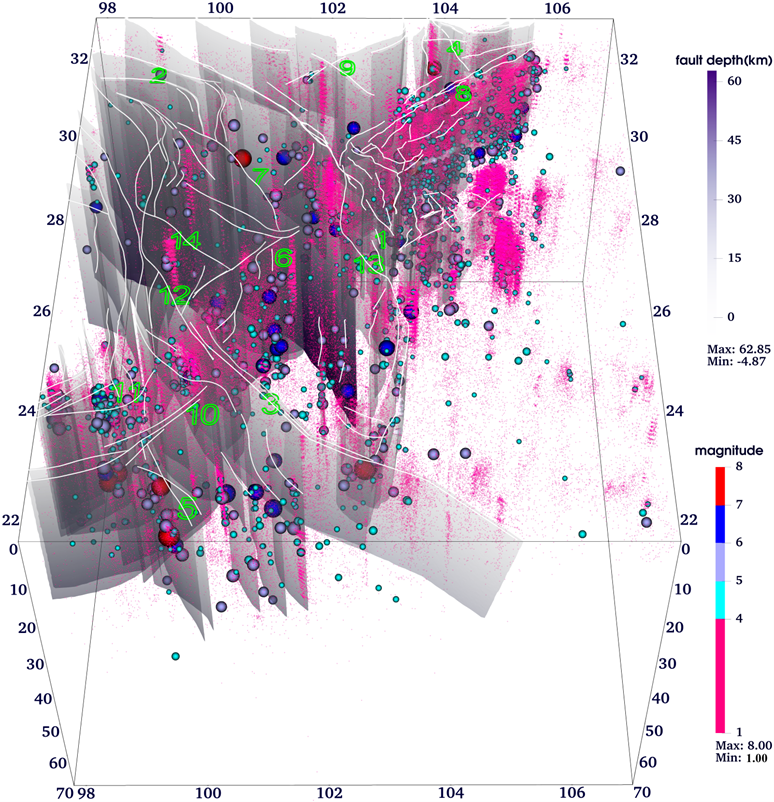 98 100 102 104 106
32 2 9 4 32
8
fault depth(km)
60
45
30
15
0
Max: 62.85
Min: -4.87
30 7 30
28 14 1 28
6 13
26 12 26
24 11 10 3 24
22 5 22
0 0
10 10
20 20
30 30
40 40
50 50
60 60
70 98 100 102 104 106 70
magnitude
8
7
6
5
4
1
Max: 8.00
Min: 1.00